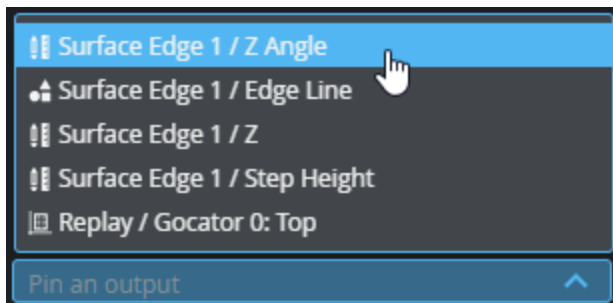 Surface Edge 1 / Z Angle
Surface Edge 1 / Edge Line
Surface Edge 1 / Z
Surface Edge 1 / Step Height
Replay / Gocator 0: Top
Pin an output